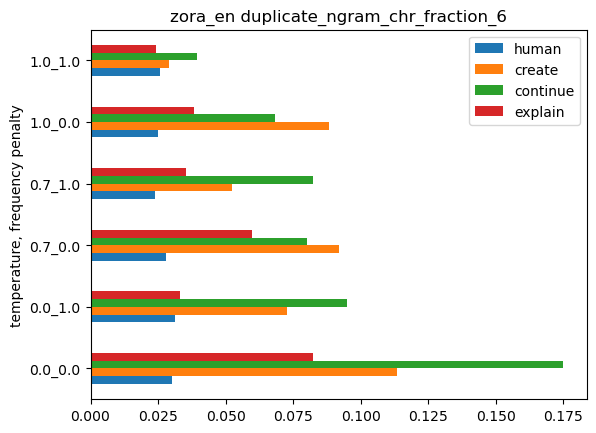 zora_en duplicate_ngram_chr_fraction_6
human
create
continue
explain
temperature, frequency penalty
1.0_1.0
1.0_0.0
0.7_1.0
0.7_0.0
0.0_1.0
0.0_0.0
0.000 0.025 0.050 0.075 0.100 0.125 0.150 0.175